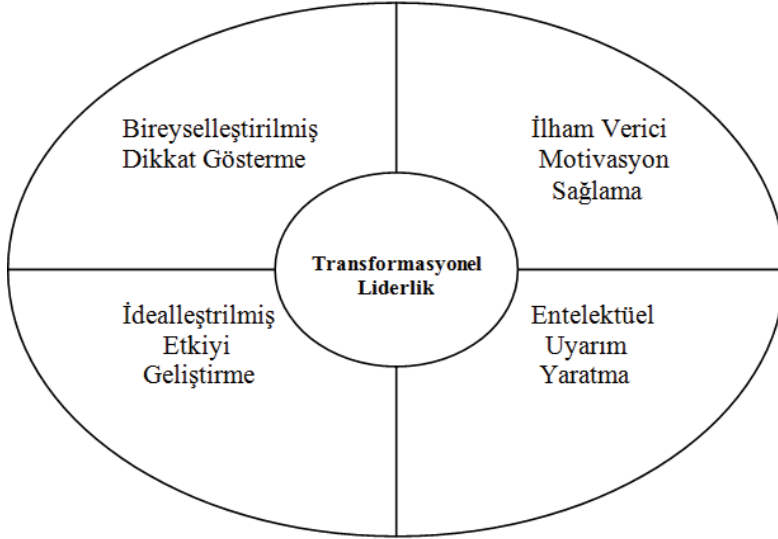 Bireyselleştirilmiş
Dikkat Gösterme
İlham Verici
Motivasyon
Sağlama
Transformasyonel
Liderlik
İdealleştrilmiş
Etkiyi
Geliştirme
Entelektüel
Uyarım
Yaratma